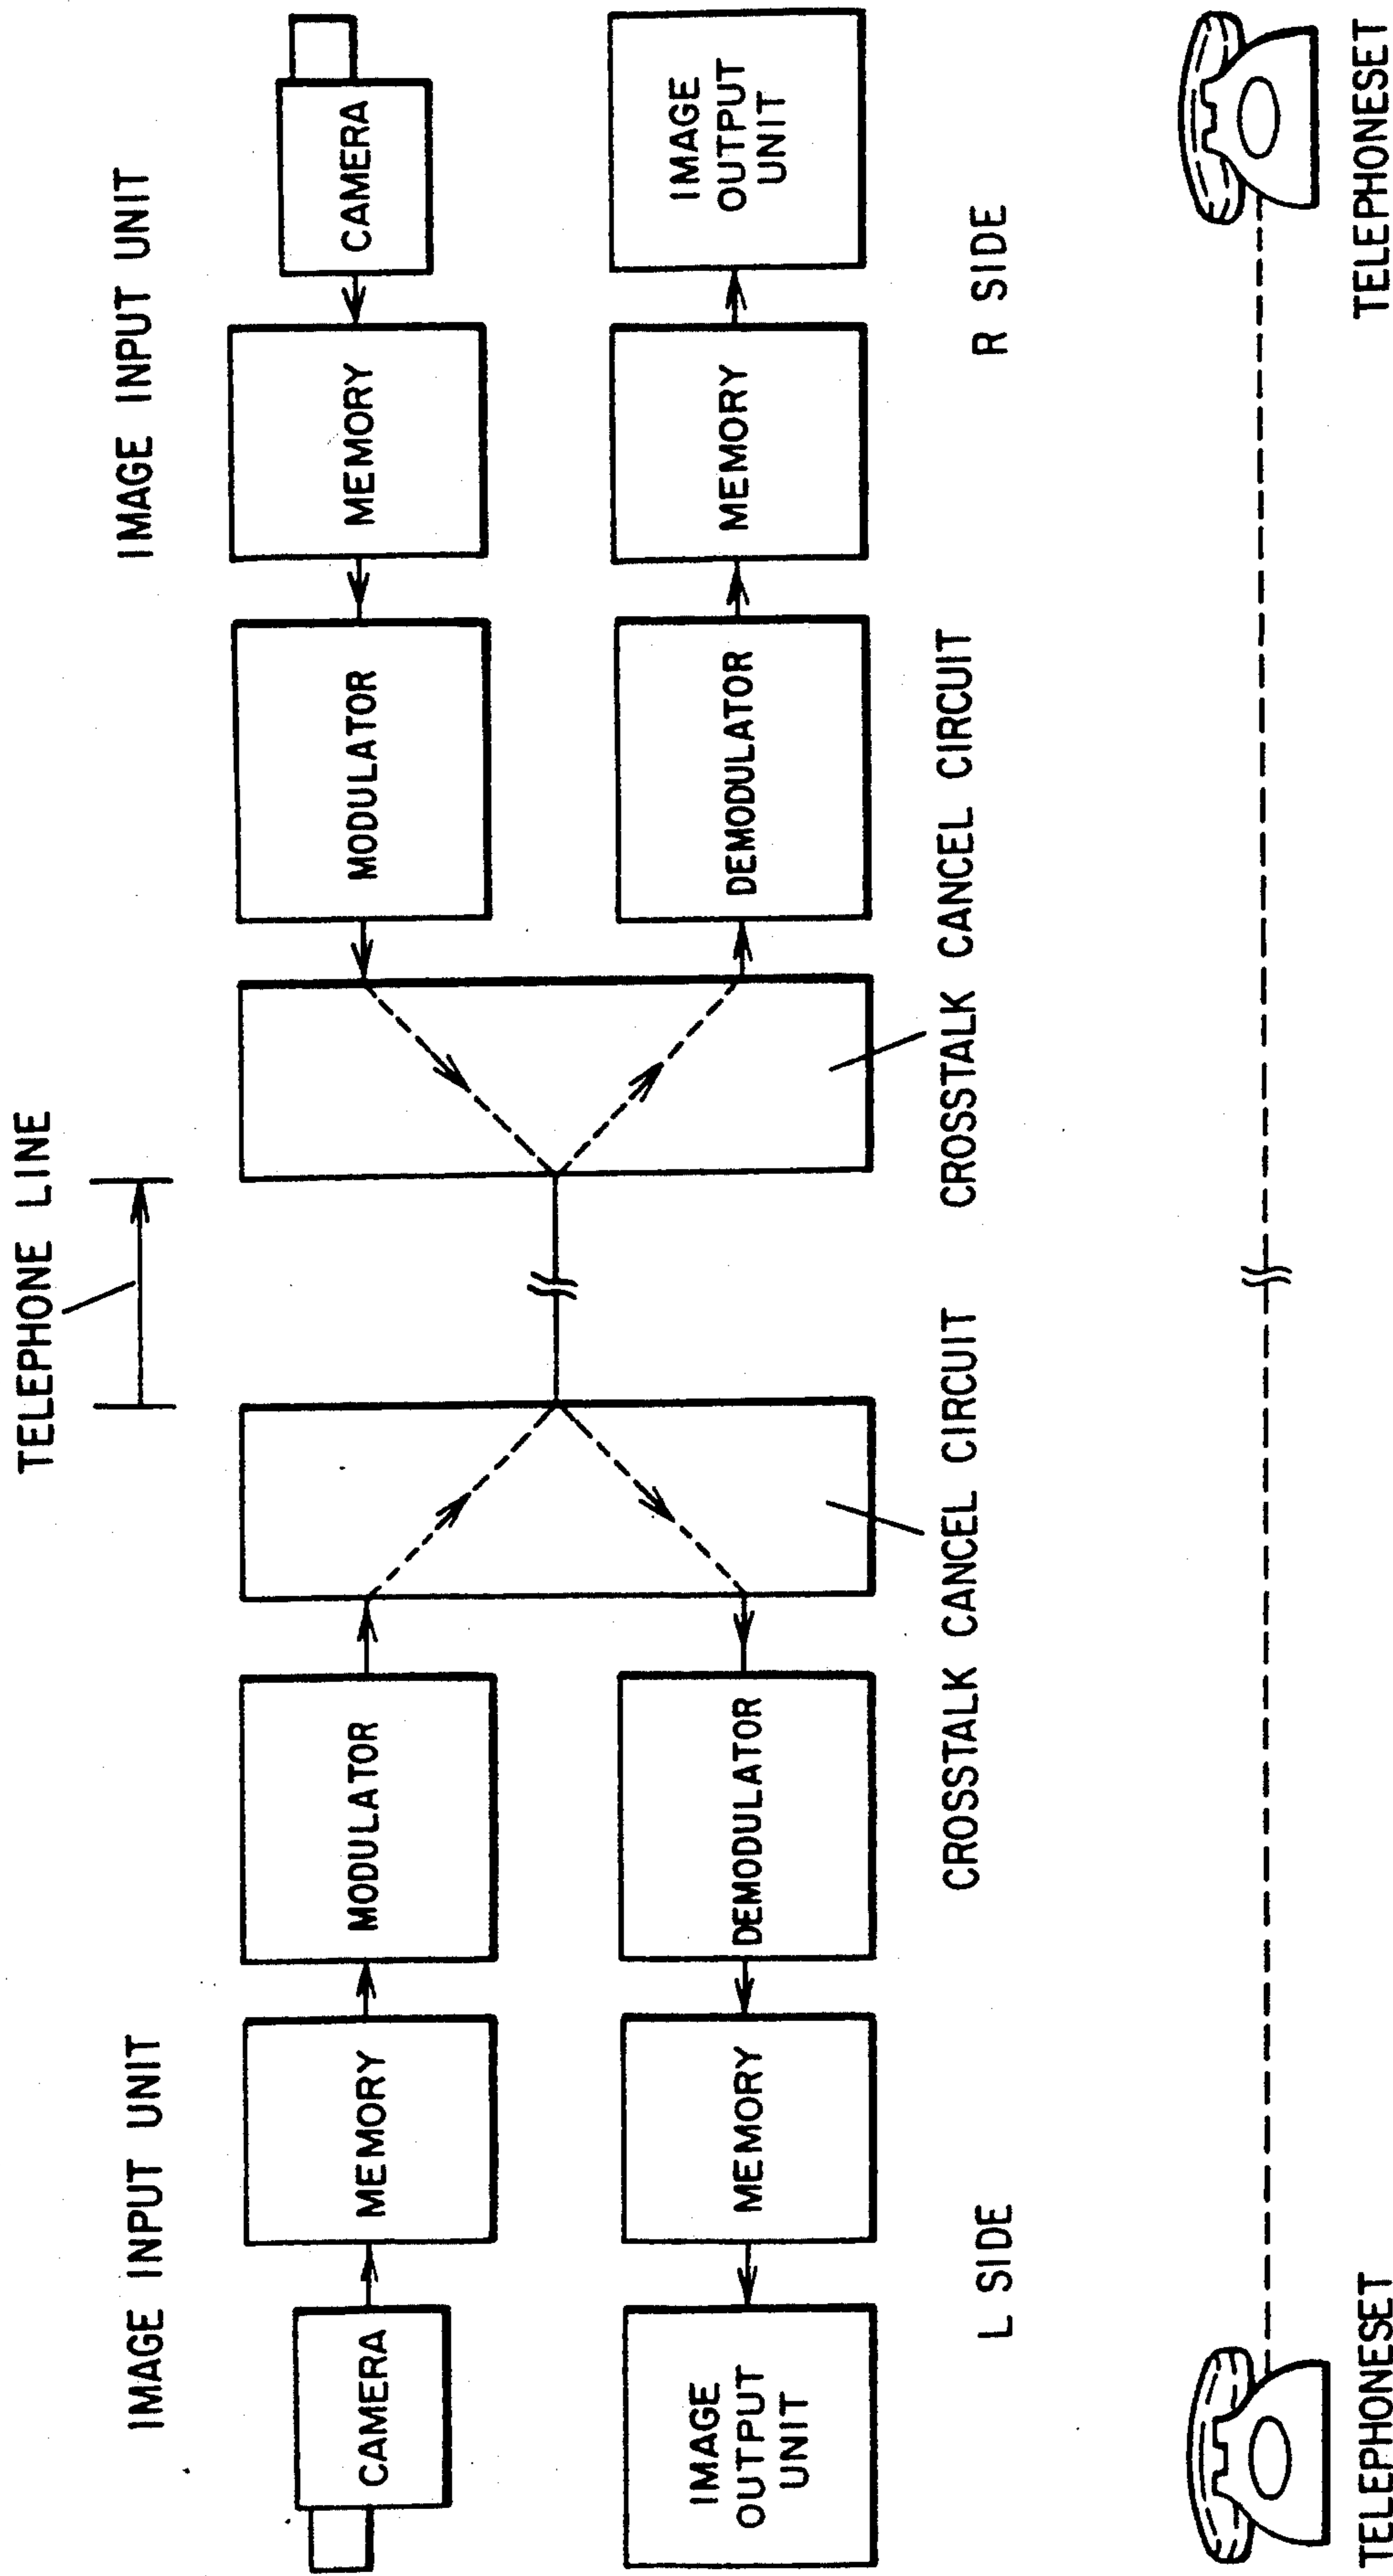 TELEPHONE LINE
IMAGE INPUT UNIT
IMAGE INPUT UNIT
CAMERA
MEMORY
MODULATOR
MODULATOR
MEMORY
CAMERA
IMAGE
OUTPUT
UNIT
MEMORY
DEMODULATOR
DEMODULATOR
MEMORY
IMAGE
OUTPUT
UNIT
CROSSTALK CANCEL CIRCUIT
CROSSTALK CANCEL CIRCUIT
L SIDE
R SIDE
TELEPHONESET
TELEPHONESET